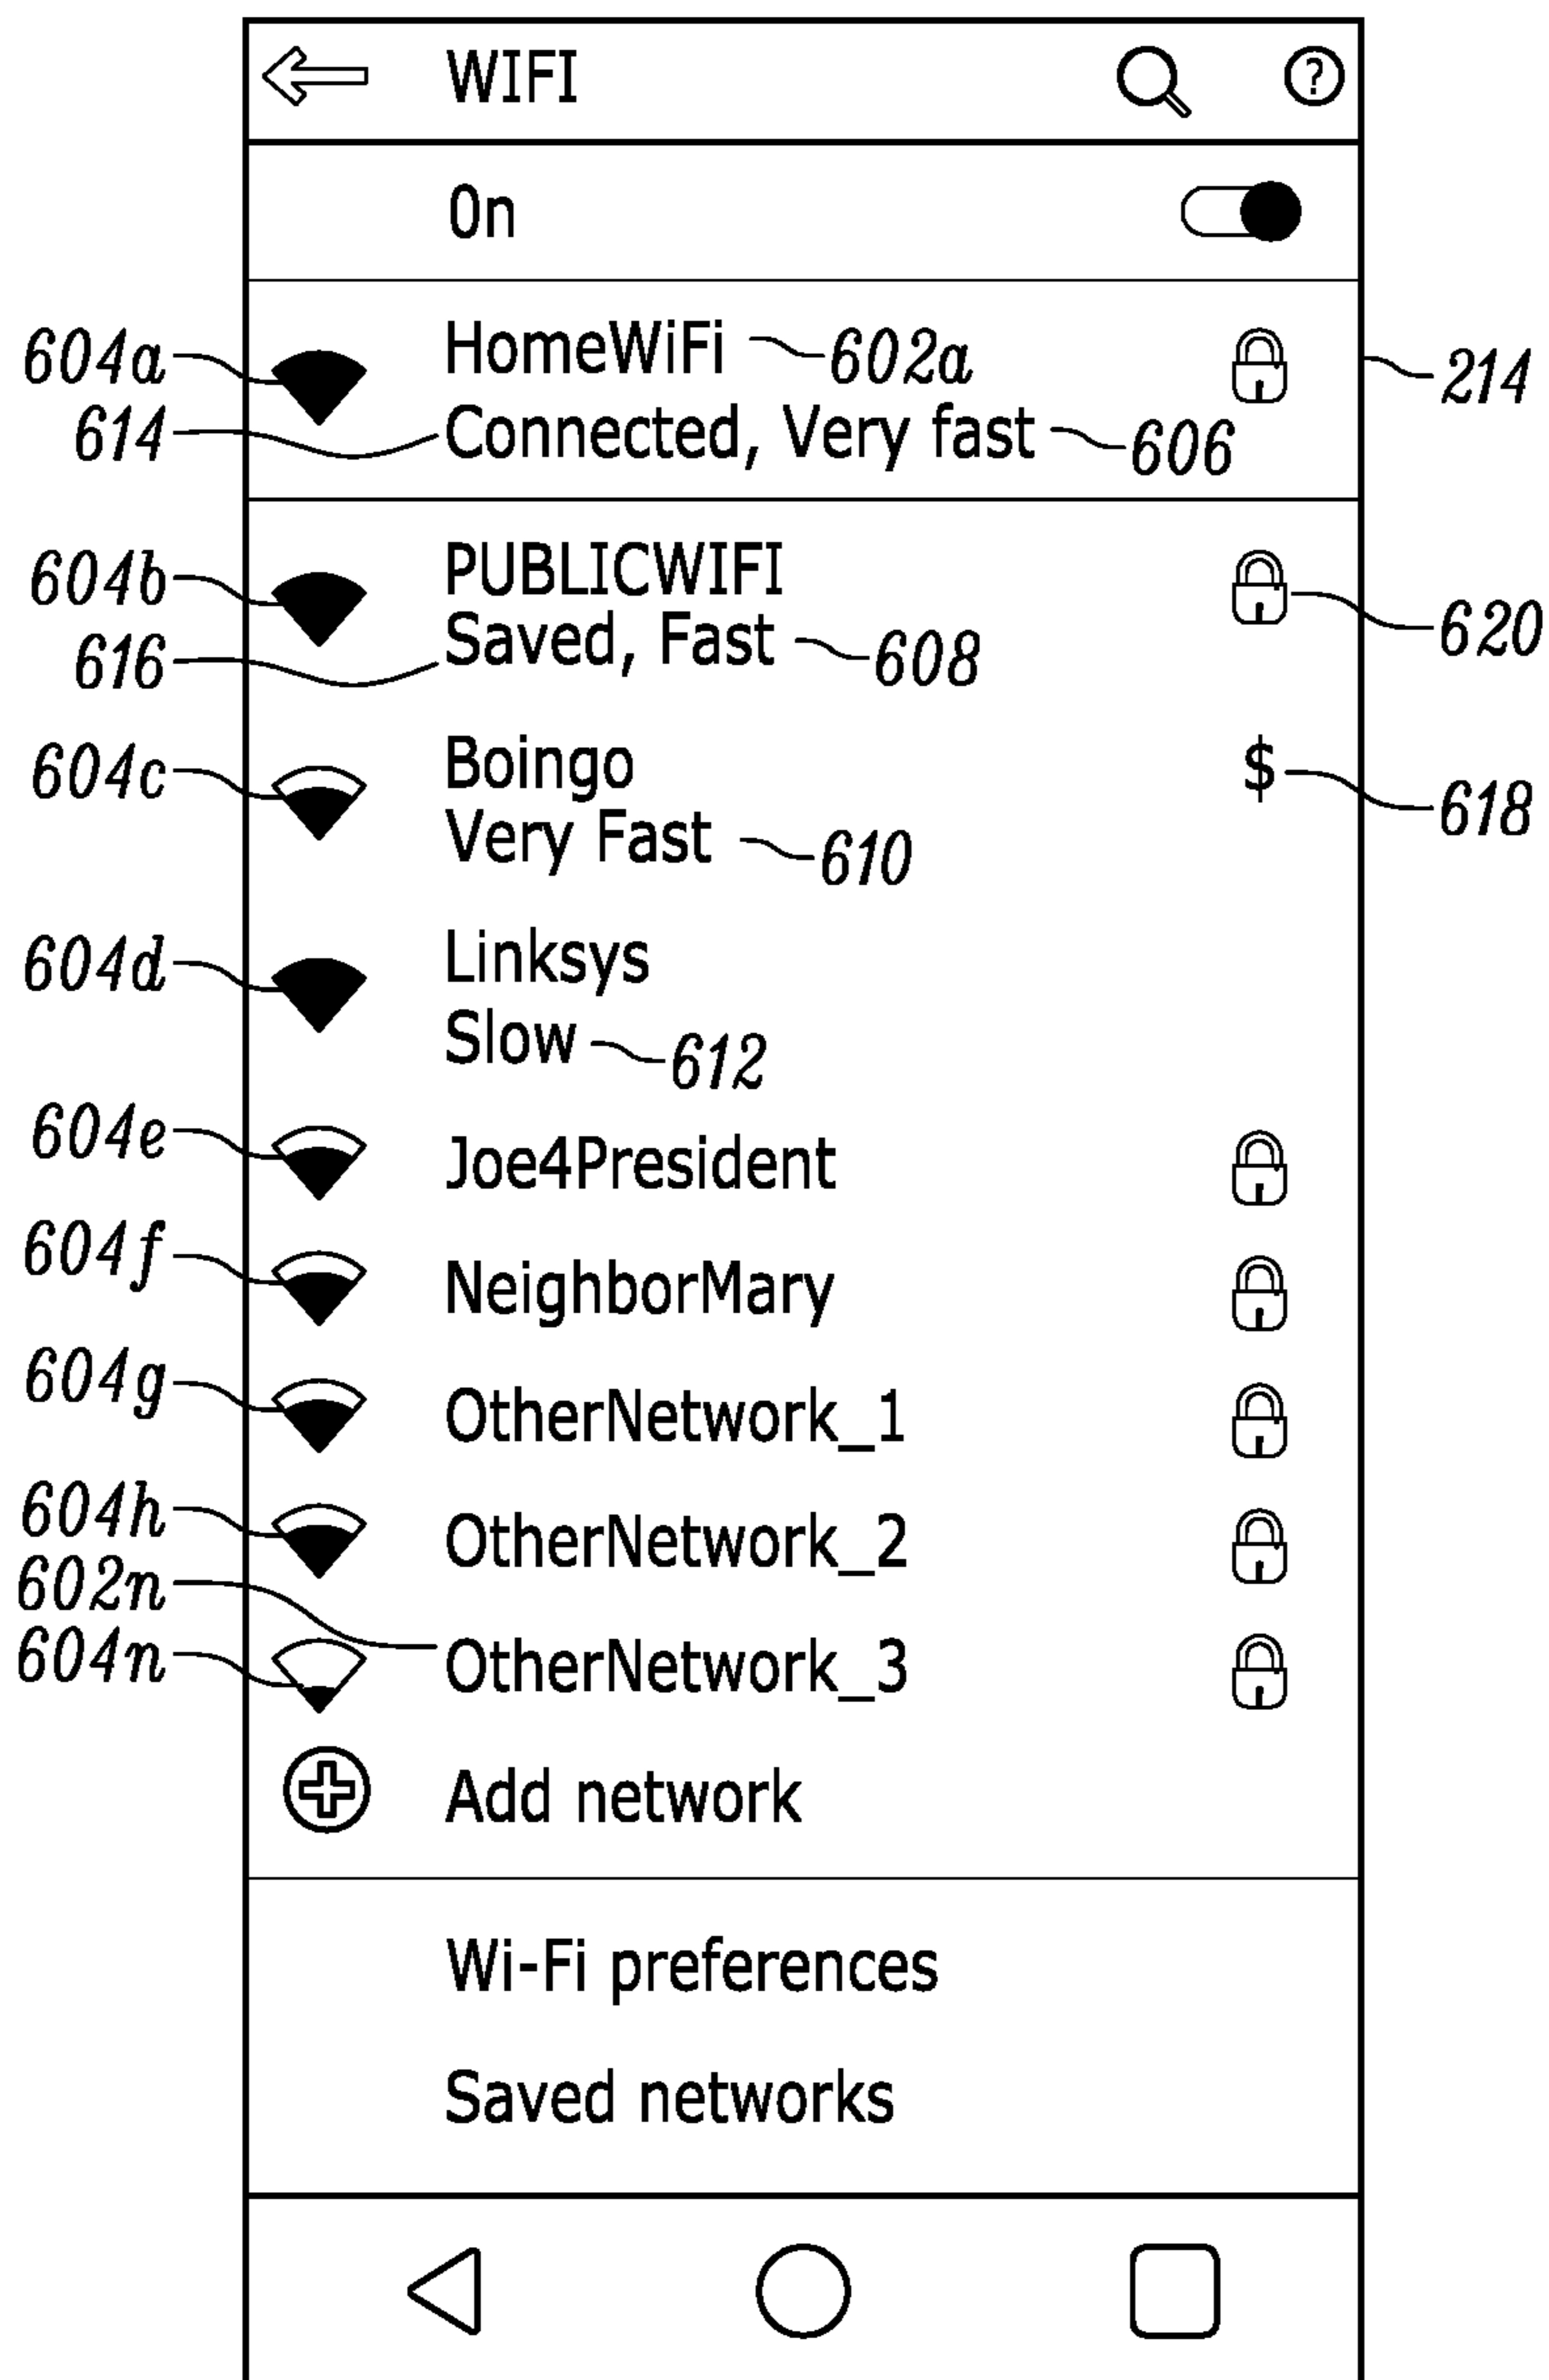 WIFI ?
On
604a HomeWiFi 602a 214
614 Connected, Very fast 606
604b PUBLICWIFI 620
616 Saved, Fast 608
604c Boingo $ 618
Very Fast 610
604d Linksys
Slow 612
604e Joe4President
604f NeighborMary
604g OtherNetwork_1
604h OtherNetwork_2
602n
604n OtherNetwork_3
Add network
Wi-Fi preferences
Saved networks